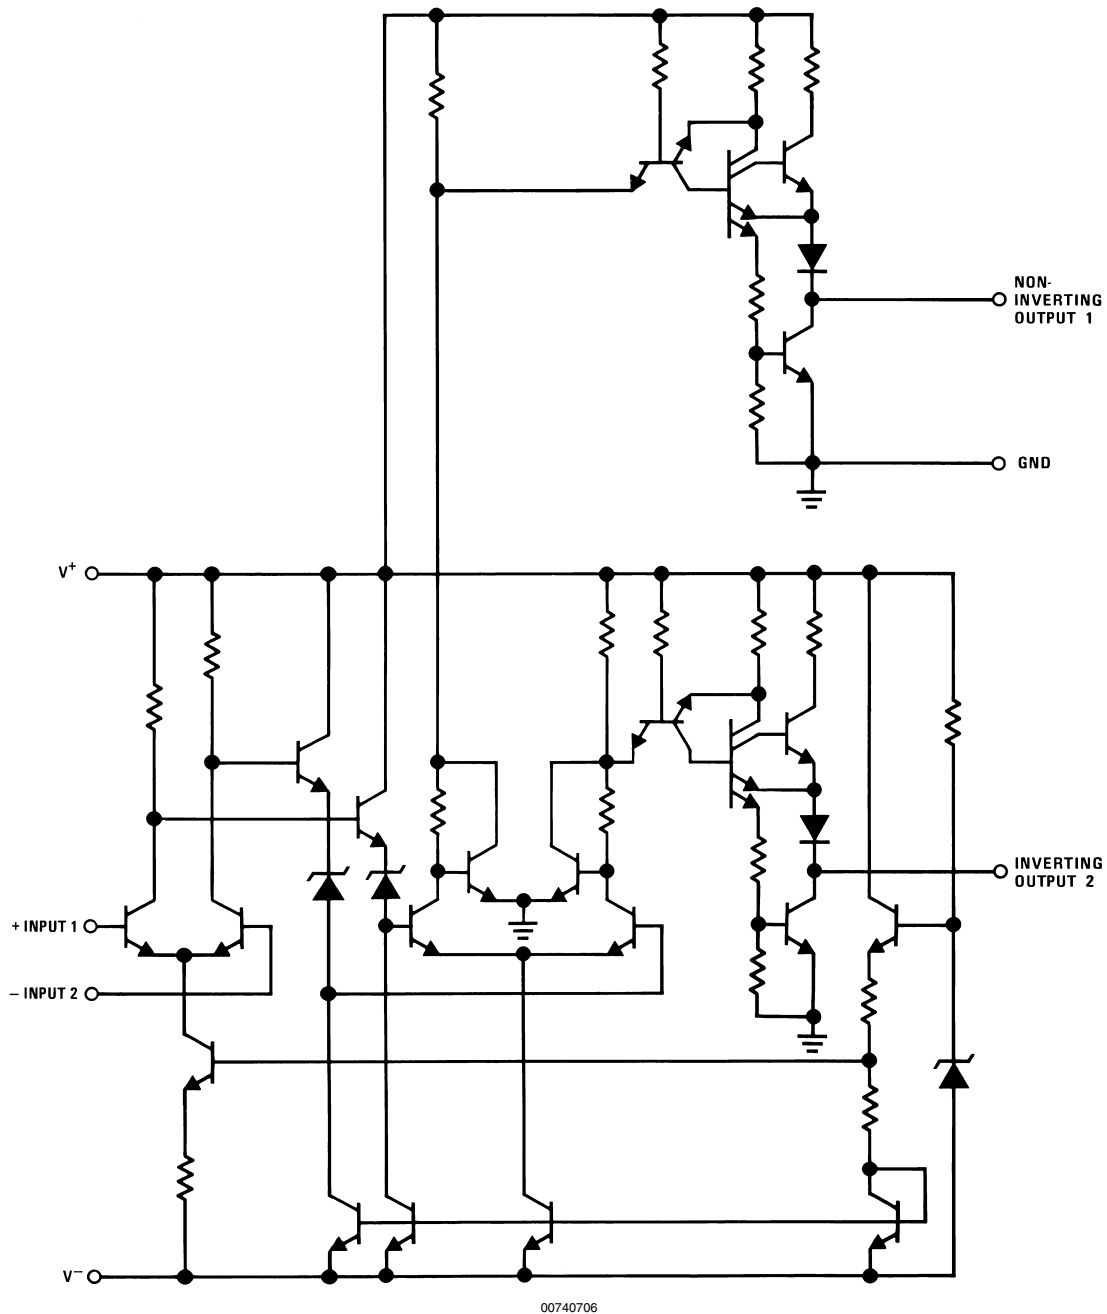 NON-
INVERTING
OUTPUT 1
GND
V+
INVERTING
OUTPUT 2
+ INPUT 1
− INPUT 2
V−
00740706